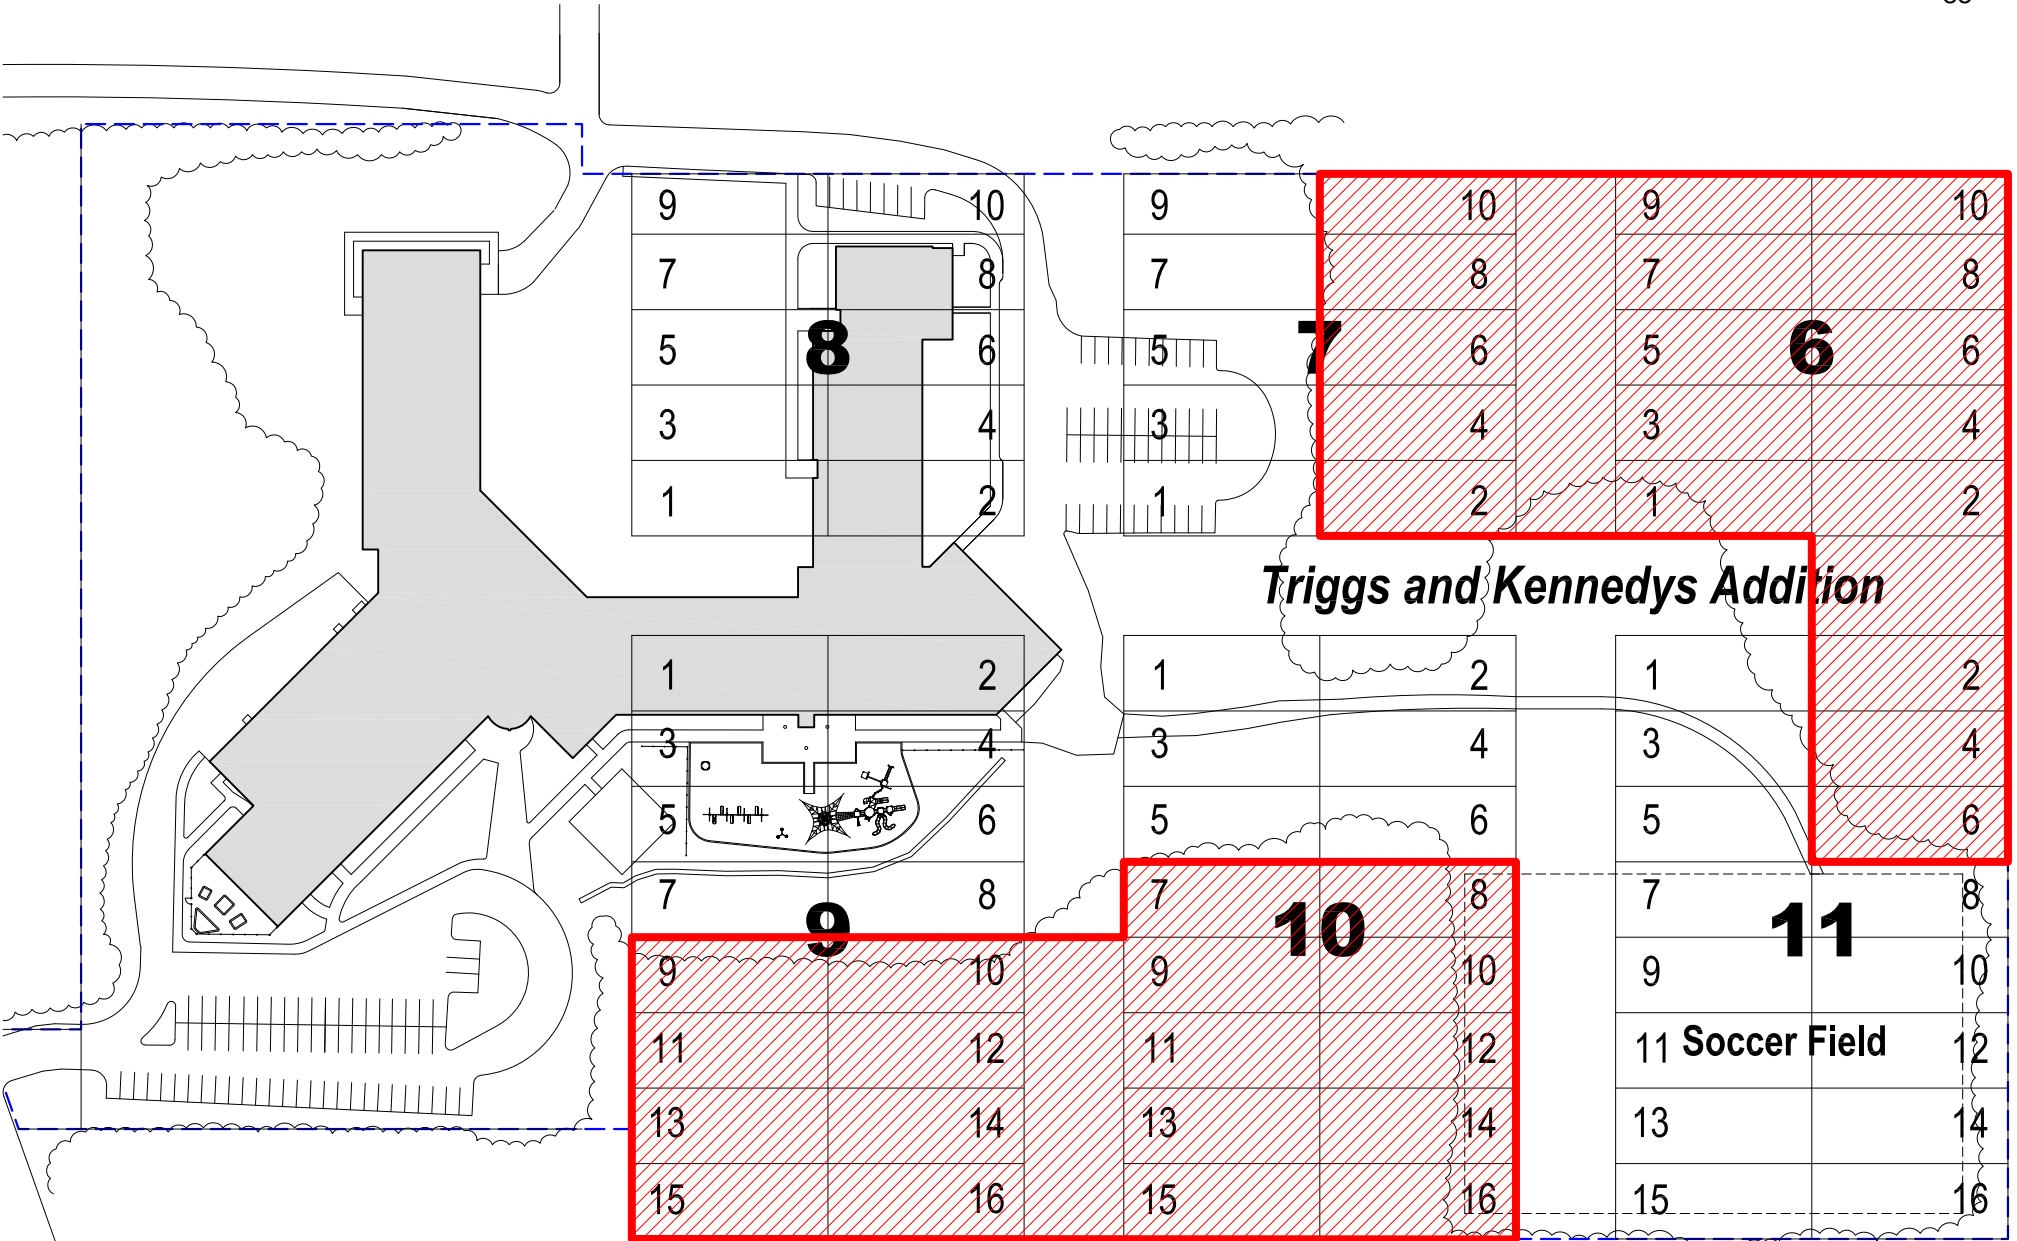 9 10 9 10 9 10
7 8 7 8 7 8
5 8 6 5 7 6 5 6 6
3 4 3 4 3 4
1 2 1 2 1 2
Triggs and Kennedys Addition
1 2 1 2 1 2
3 4 3 4 3 4
5 6 5 6 5 6
7 8 7 8 7 8
9 10 11
9 10 9 10 9 10
11 12 11 12 11 Soccer Field 12
13 14 13 14 13 14
15 16 15 16 15 16